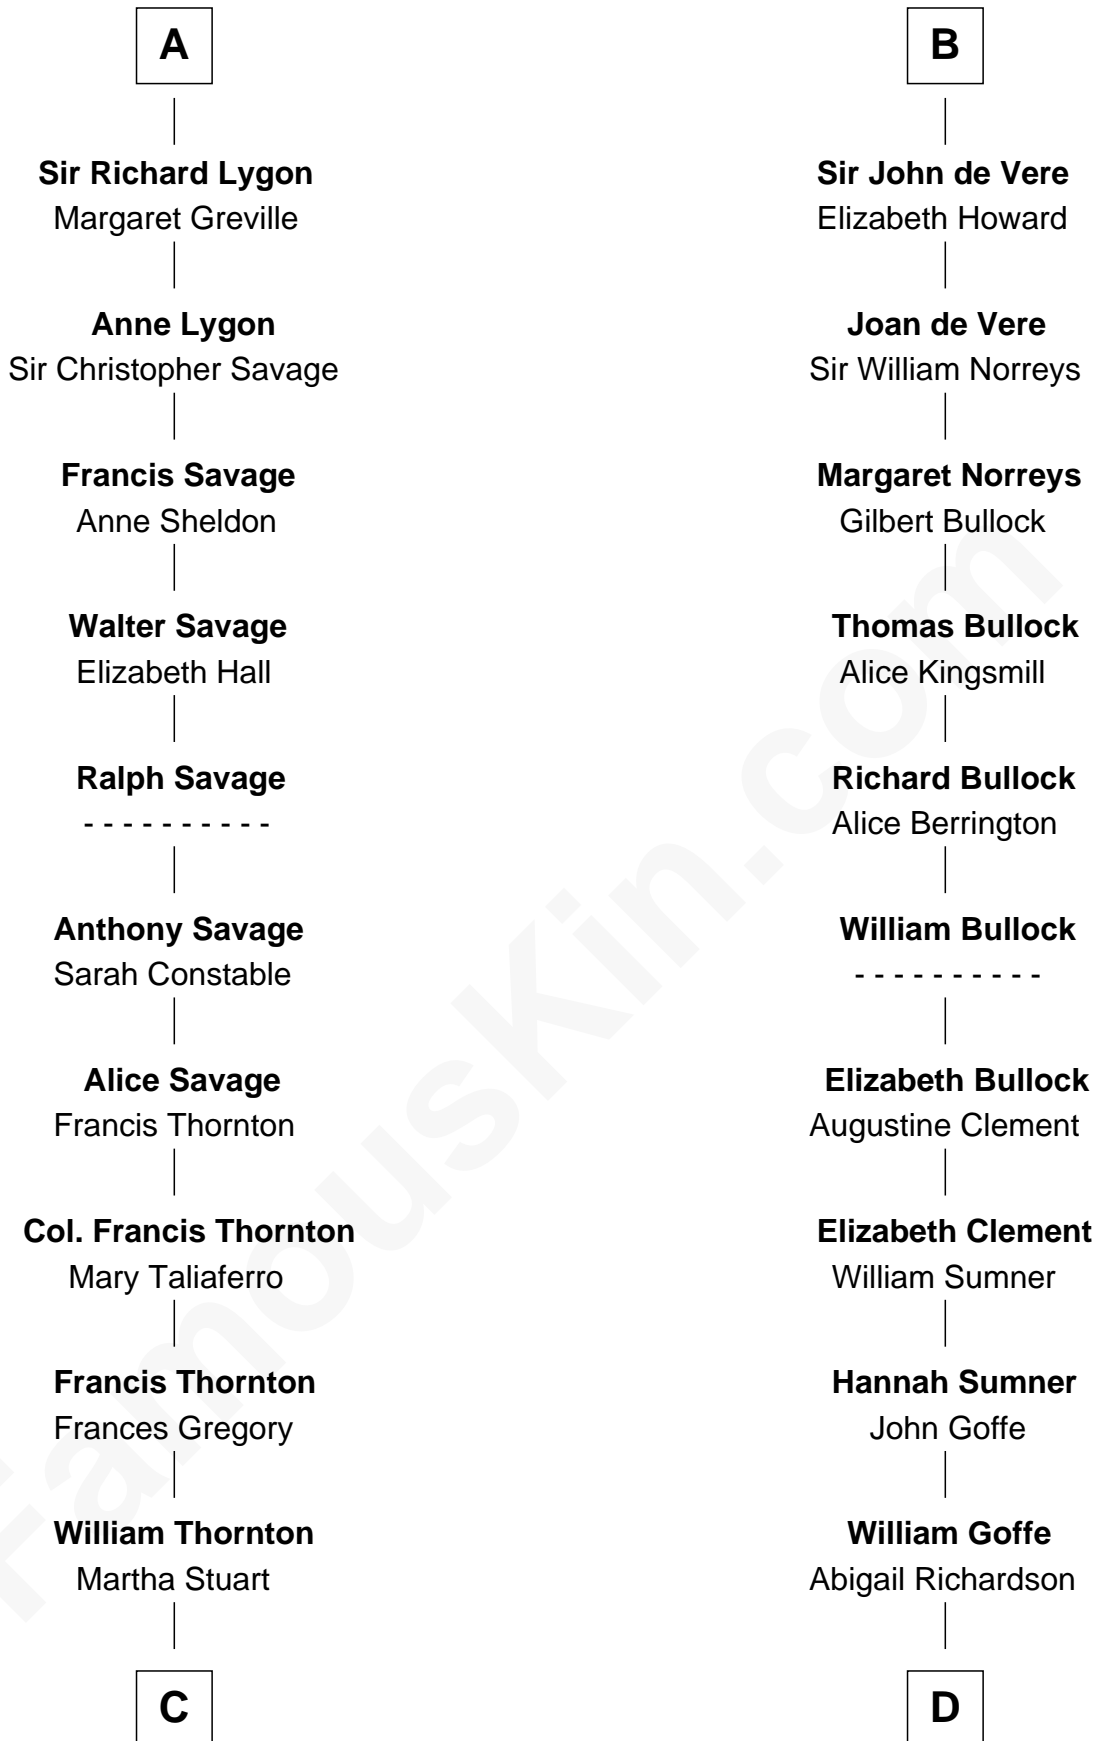 A
Sir Richard Lygon
Margaret Greville
Anne Lygon
Sir Christopher Savage
Francis Savage
Anne Sheldon
Walter Savage
Elizabeth Hall
Ralph Savage
- - - - - - - - - -
Anthony Savage
Sarah Constable
Alice Savage
Francis Thornton
Col. Francis Thornton
Mary Taliaferro
Francis Thornton
Frances Gregory
William Thornton
Martha Stuart
C
B
Sir John de Vere
Elizabeth Howard
Joan de Vere
Sir William Norreys
Margaret Norreys
Gilbert Bullock
Thomas Bullock
Alice Kingsmill
Richard Bullock
Alice Berrington
William Bullock
- - - - - - - - - -
Elizabeth Bullock
Augustine Clement
Elizabeth Clement
William Sumner
Hannah Sumner
John Goffe
William Goffe
Abigail Richardson
D
FamousKin.com